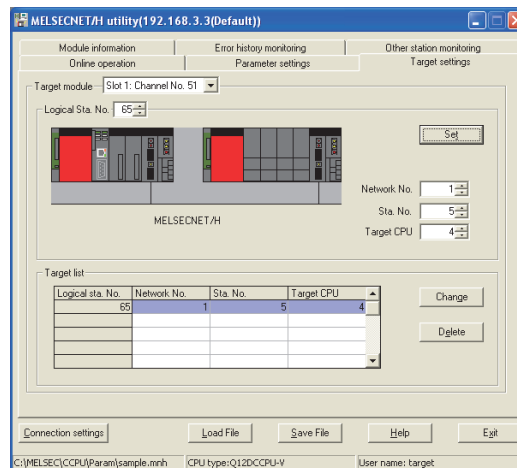 MELSECNET/H utility(192.168.3.3(Default))
Module information
Error history monitoring
Other station monitoring
Online operation
Parameter settings
Target settings
Target module
Slot 1: Channel No. 51
Logical Sta. No.
65
Set
MELSECNET/H
Network No.
1
Sta. No.
5
Target CPU
4
Target list
Logical sta. No. Network No. Sta. No. Target CPU
65 1 5 4
Change
Delete
Connection settings
Load File
Save File
Help
Exit
C:\MELSEC\CCPU\Param\sample.mnh
CPU type:Q12DCCPU-V
User name: target